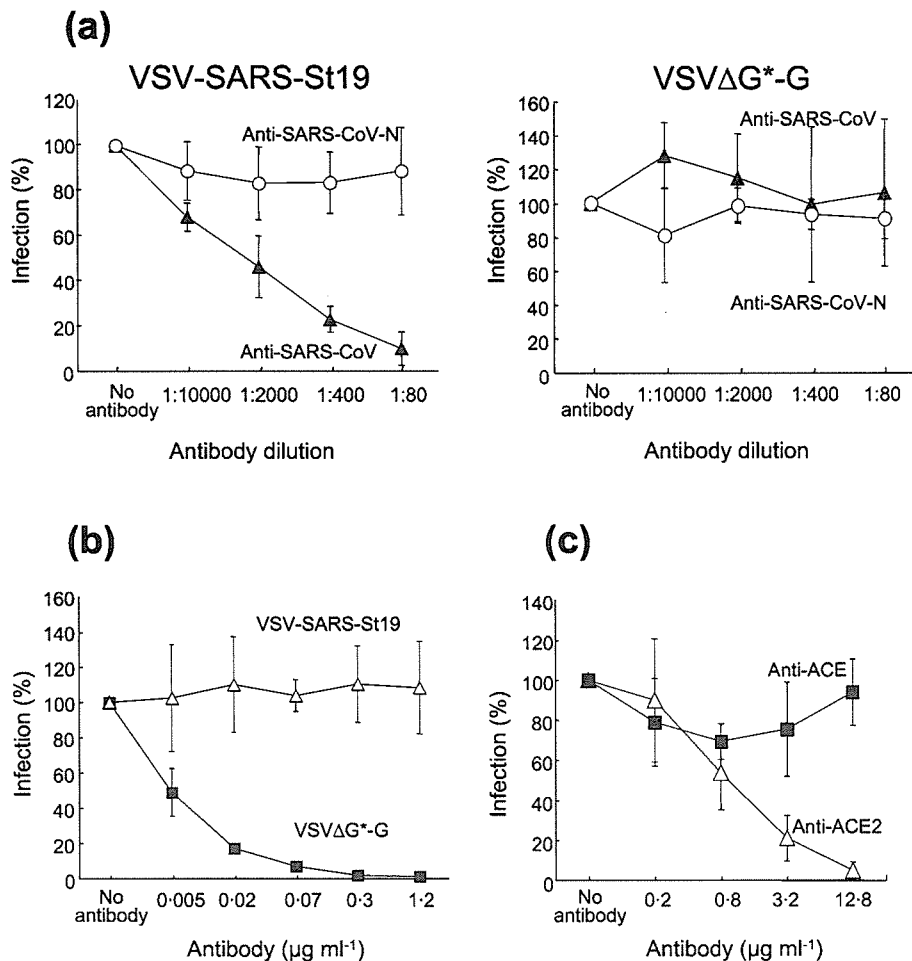 (a)
VSV-SARS-St19
120
100
80
60
40
20
0
Infection (%)
Anti-SARS-CoV-N
Anti-SARS-CoV
No antibody
1:10000
1:2000
1:400
1:80
Antibody dilution
VSVΔG*-G
160
140
120
100
80
60
40
20
0
Infection (%)
Anti-SARS-CoV
Anti-SARS-CoV-N
No antibody
1:10000
1:2000
1:400
1:80
Antibody dilution
(b)
160
140
120
100
80
60
40
20
0
Infection (%)
VSV-SARS-St19
VSVΔG*-G
No antibody
0·005
0·02
0·07
0·3
1·2
Antibody (µg ml⁻¹)
(c)
140
120
100
80
60
40
20
0
Infection (%)
Anti-ACE
Anti-ACE2
No antibody
0·2
0·8
3·2
12·8
Antibody (µg ml⁻¹)